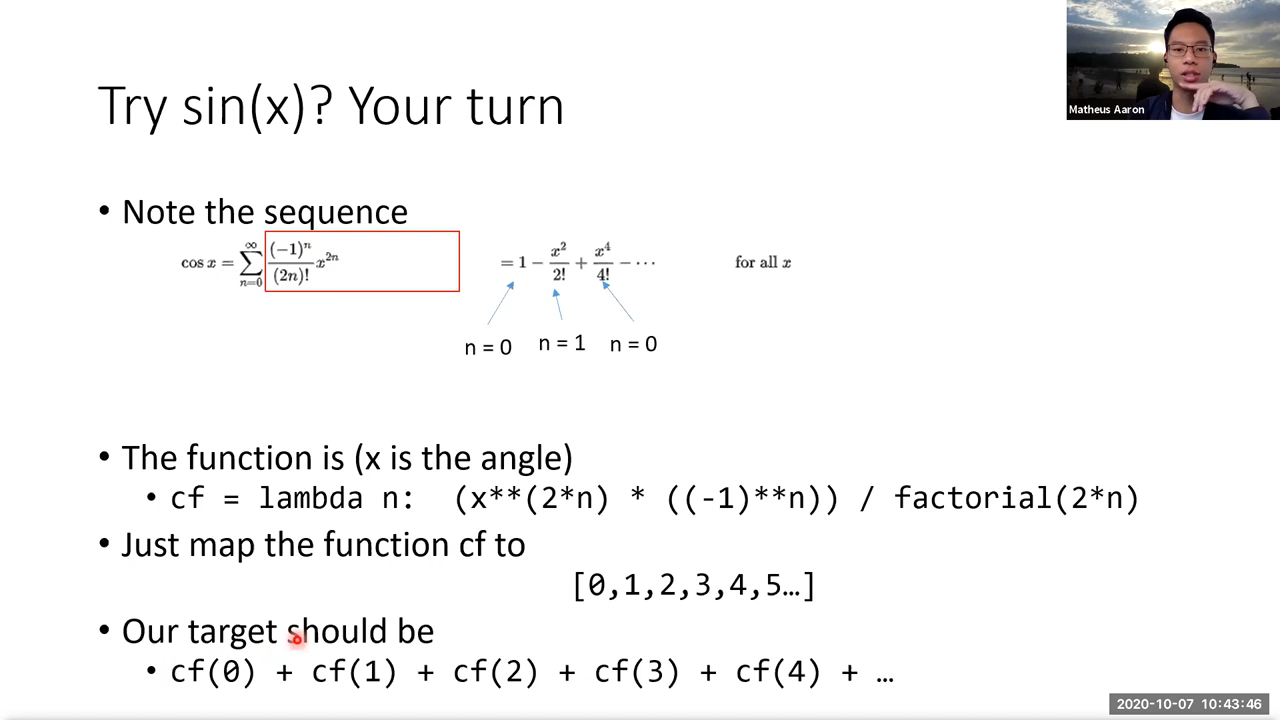 Matheus Aaron
Try sin(x)? Your turn
• Note the sequence
cos x = ∑_{n=0}^{∞} (-1)^n / (2n)! x^{2n} = 1 − x^2/2! + x^4/4! − ⋯ for all x
n = 0 n = 1 n = 0
• The function is (x is the angle)
• cf = lambda n: (x**(2*n) * ((-1)**n)) / factorial(2*n)
• Just map the function cf to
[0,1,2,3,4,5…]
• Our target should be
• cf(0) + cf(1) + cf(2) + cf(3) + cf(4) + …
2020-10-07 10:43:46